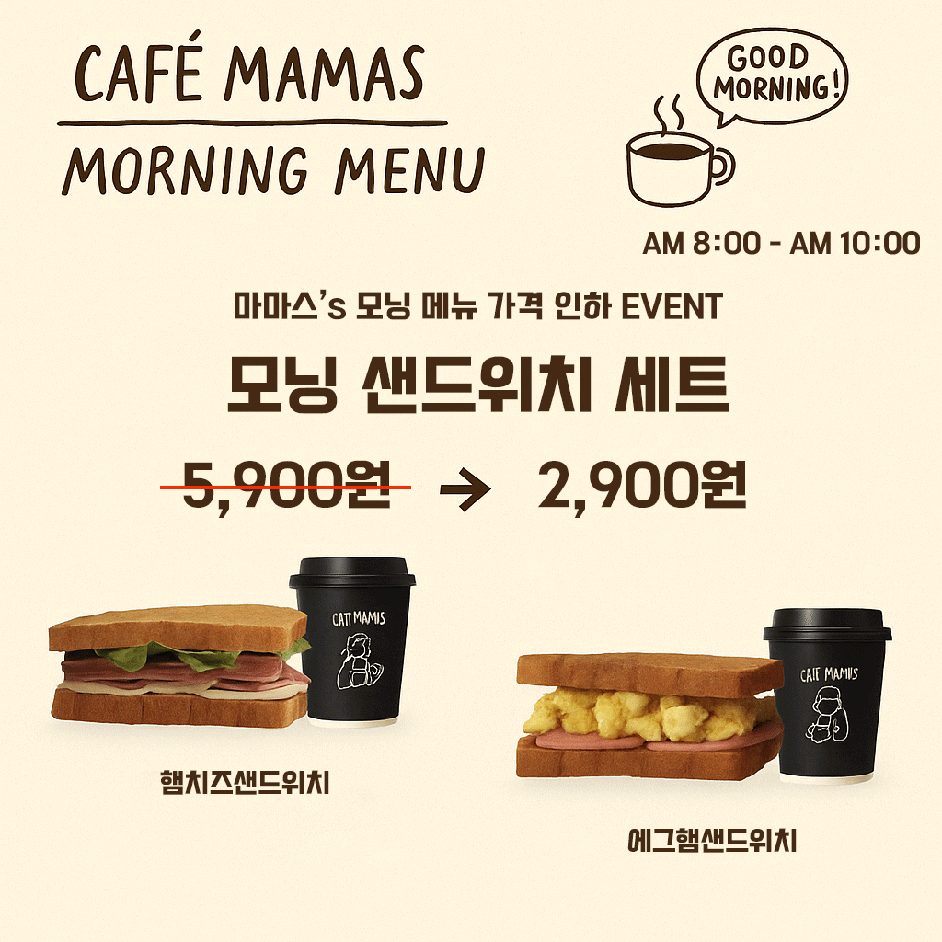 CAFÉ MAMAS
MORNING MENU
GOOD
MORNING!
AM 8:00 - AM 10:00
마마스’s 모닝 메뉴 가격 인하 EVENT
모닝 샌드위치 세트
5,900원 → 2,900원
CATT MAMIS
CAFE MAMIIS
햄치즈샌드위치
에그햄샌드위치